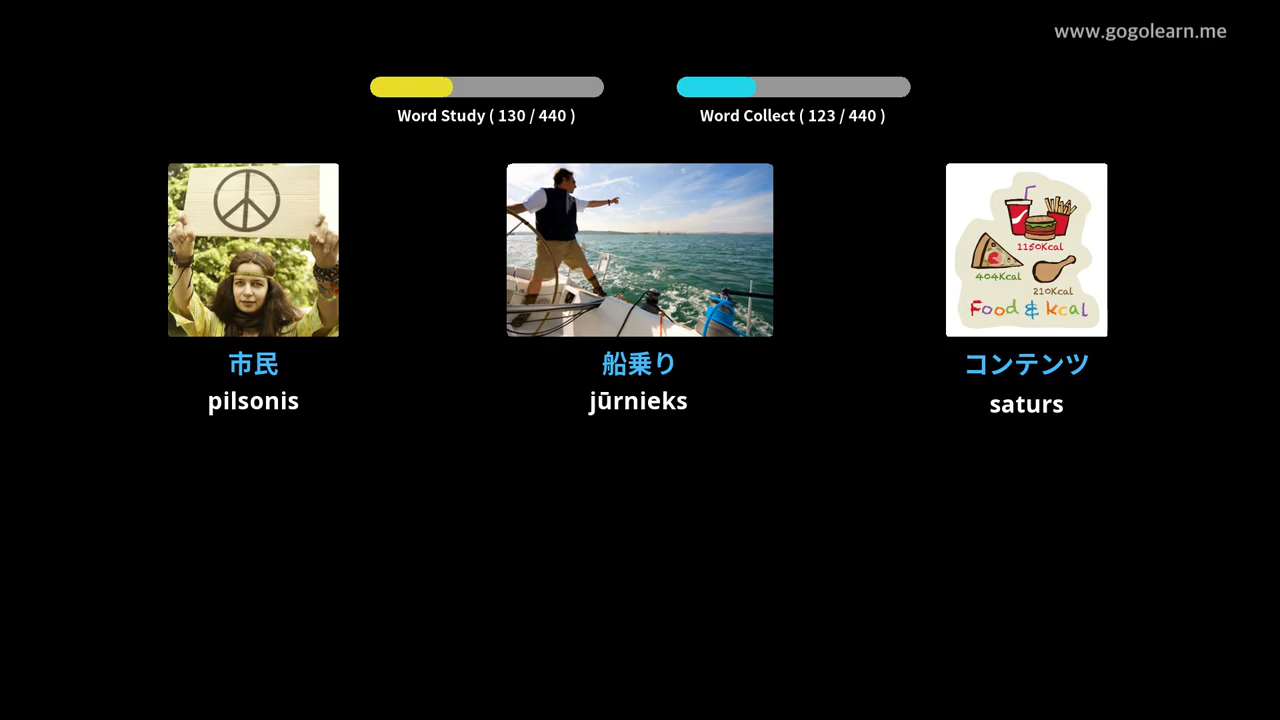 www.gogolearn.me
Word Study ( 130 / 440 )
Word Collect ( 123 / 440 )
1150Kcal
404Kcal
210Kcal
Food & kcal
市民
船乗り
コンテンツ
pilsonis
jūrnieks
saturs